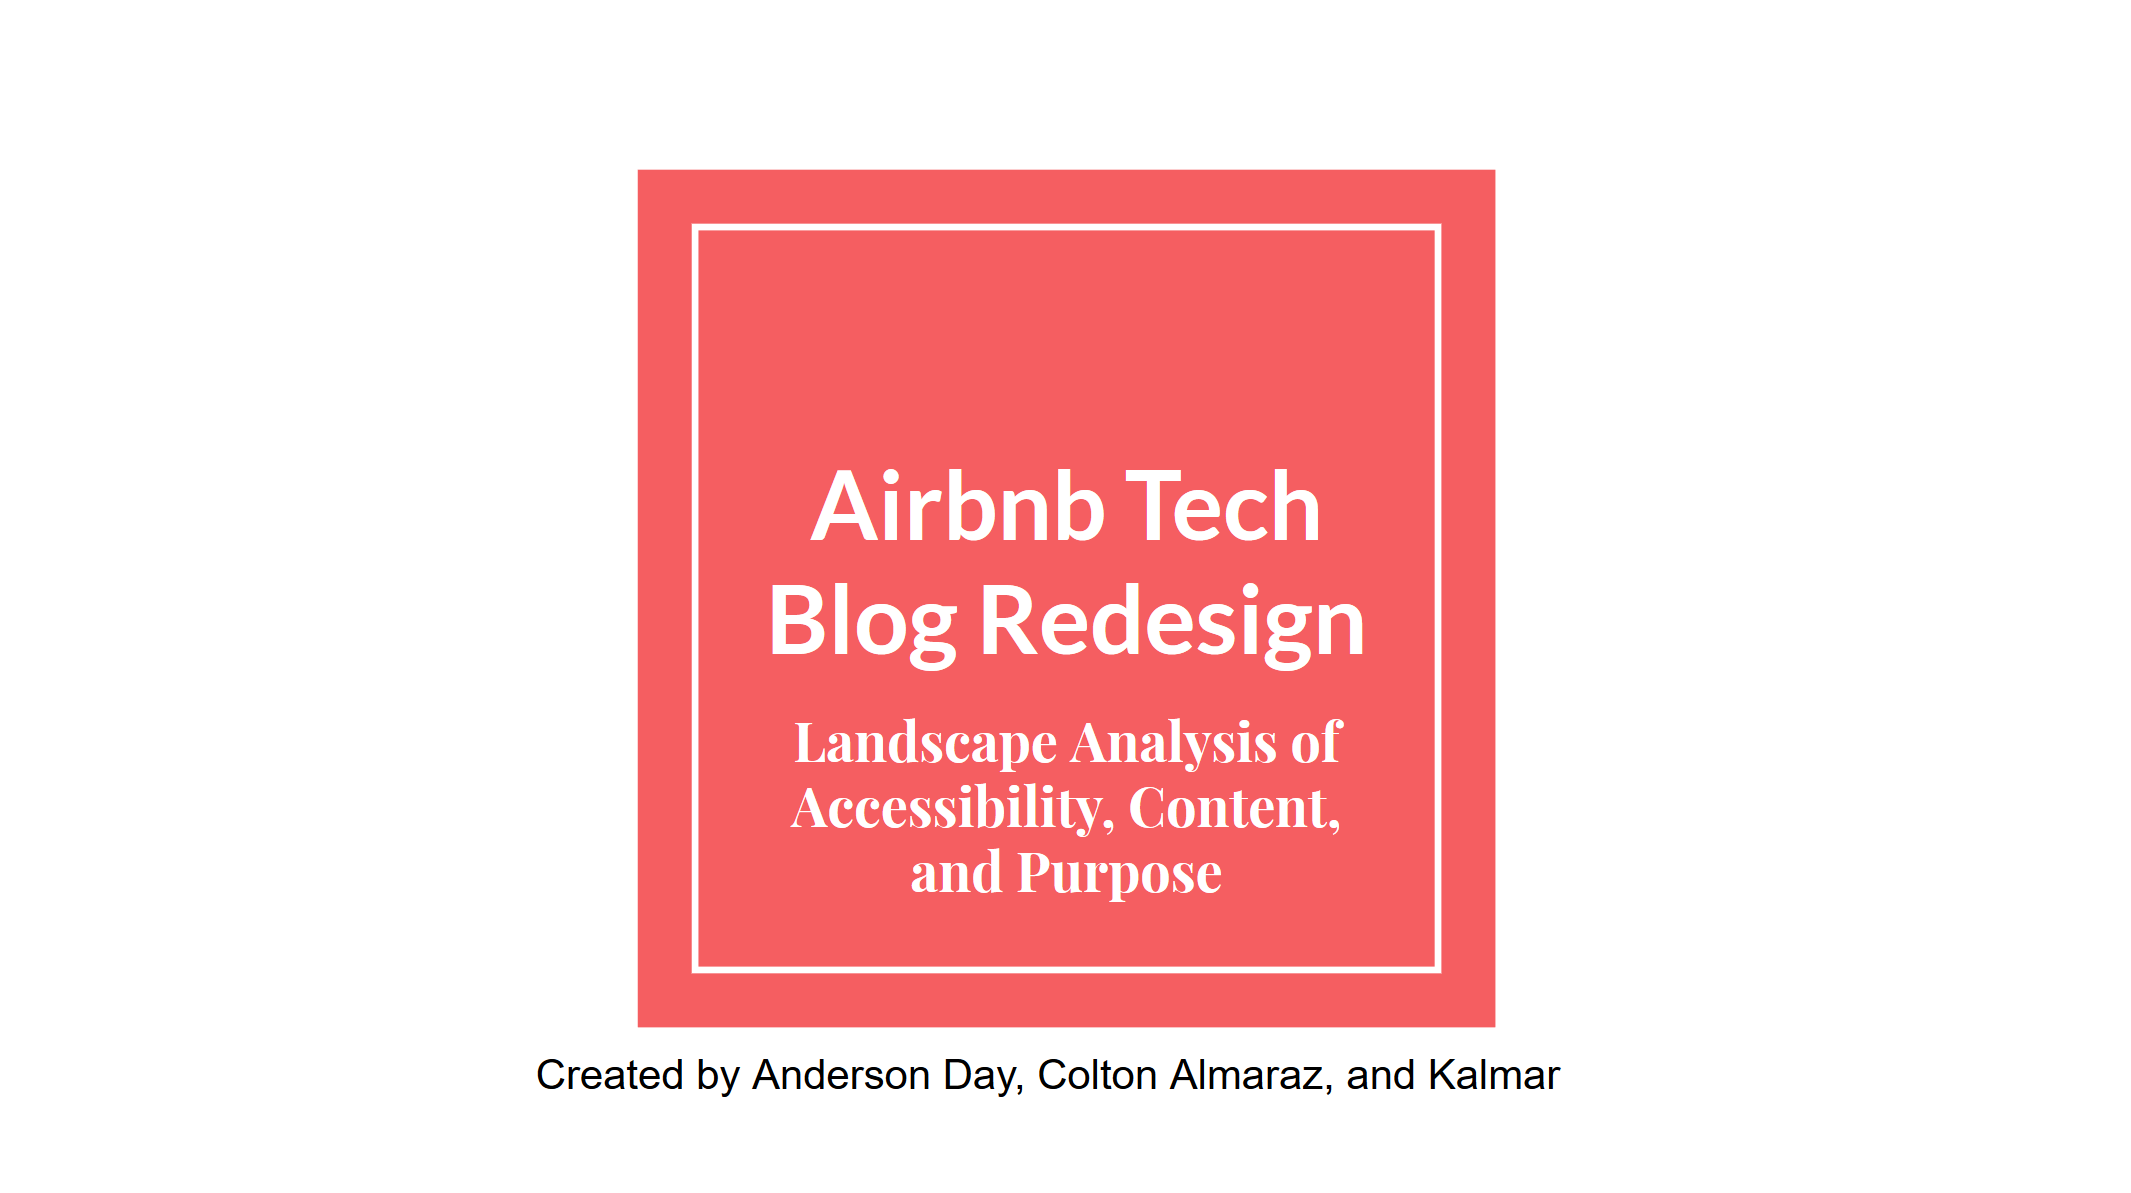 Airbnb Tech
Blog Redesign
Landscape Analysis of
Accessibility, Content,
and Purpose
Created by Anderson Day, Colton Almaraz, and Kalmar